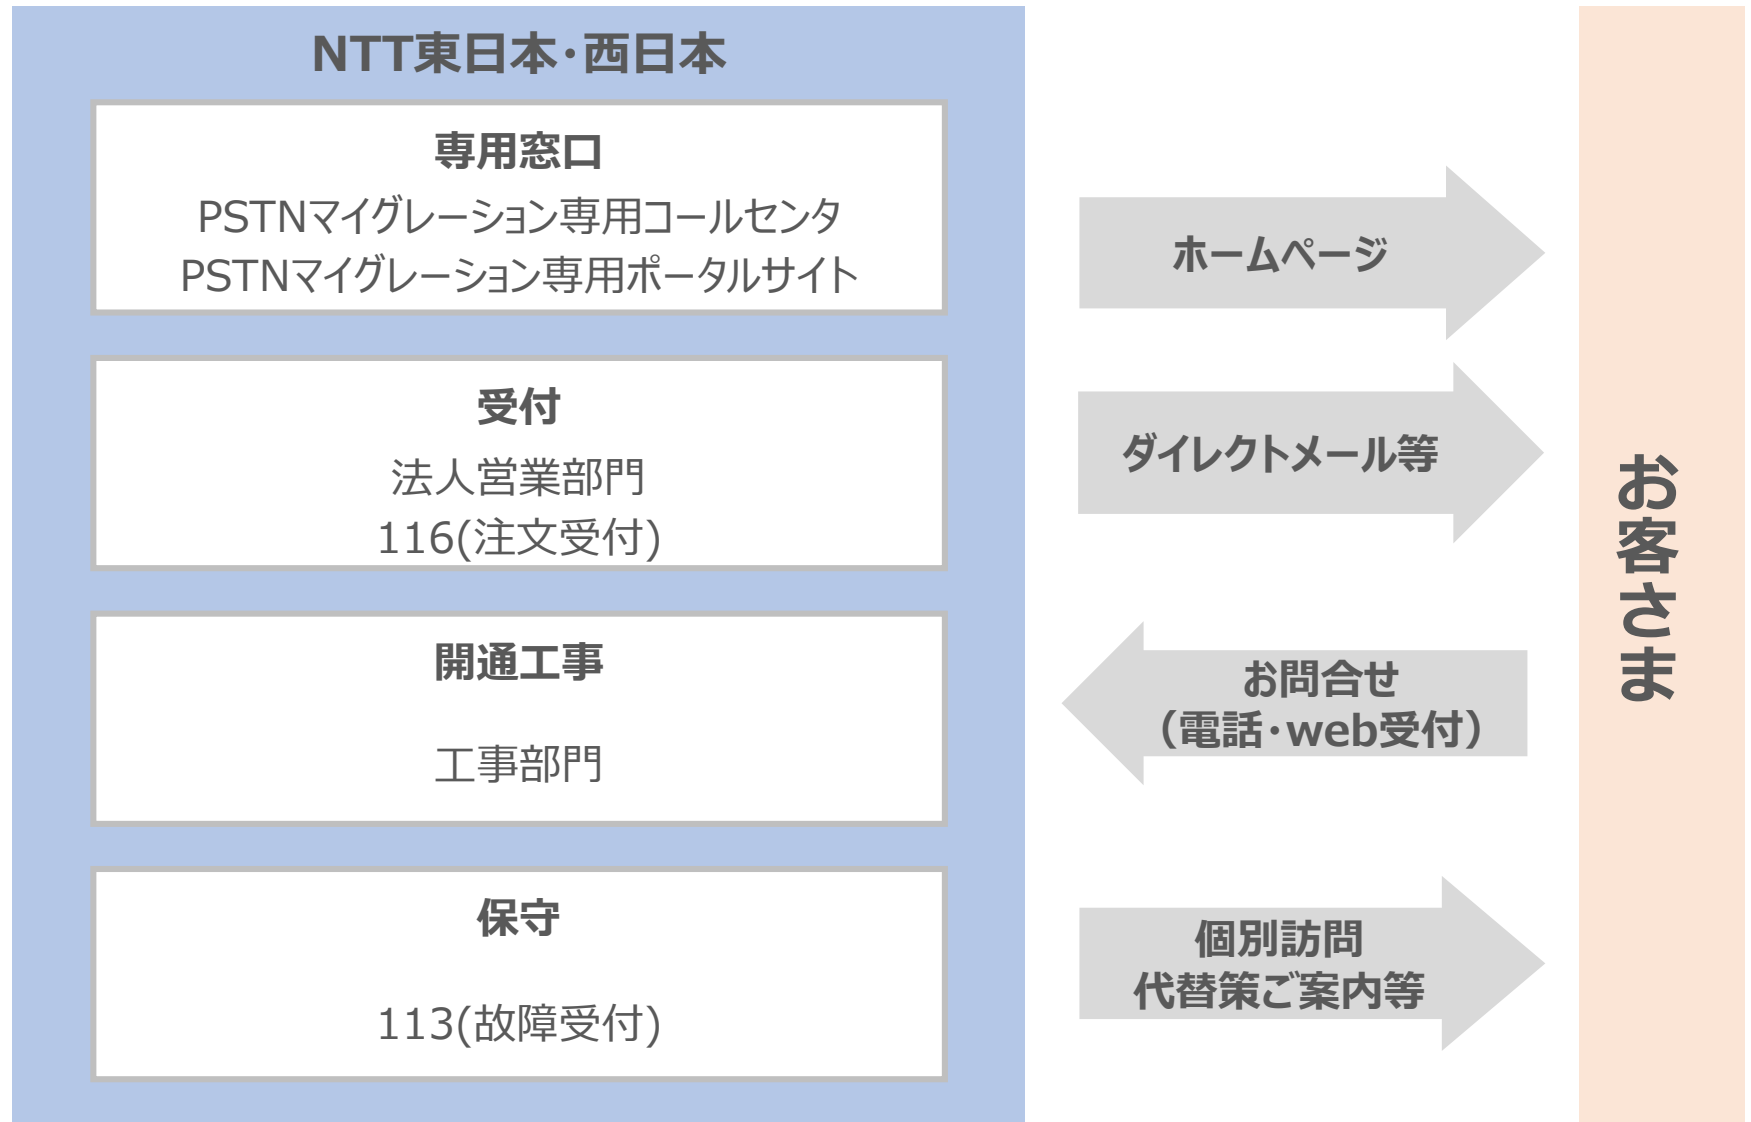 NTT東日本・西日本
専用窓口
PSTNマイグレーション専用コールセンタ
PSTNマイグレーション専用ポータルサイト
受付
法人営業部門
116(注文受付)
開通工事
工事部門
保守
113(故障受付)
ホームページ
ダイレクトメール等
お問合せ
（電話・web受付）
個別訪問
代替策ご案内等
お客さま